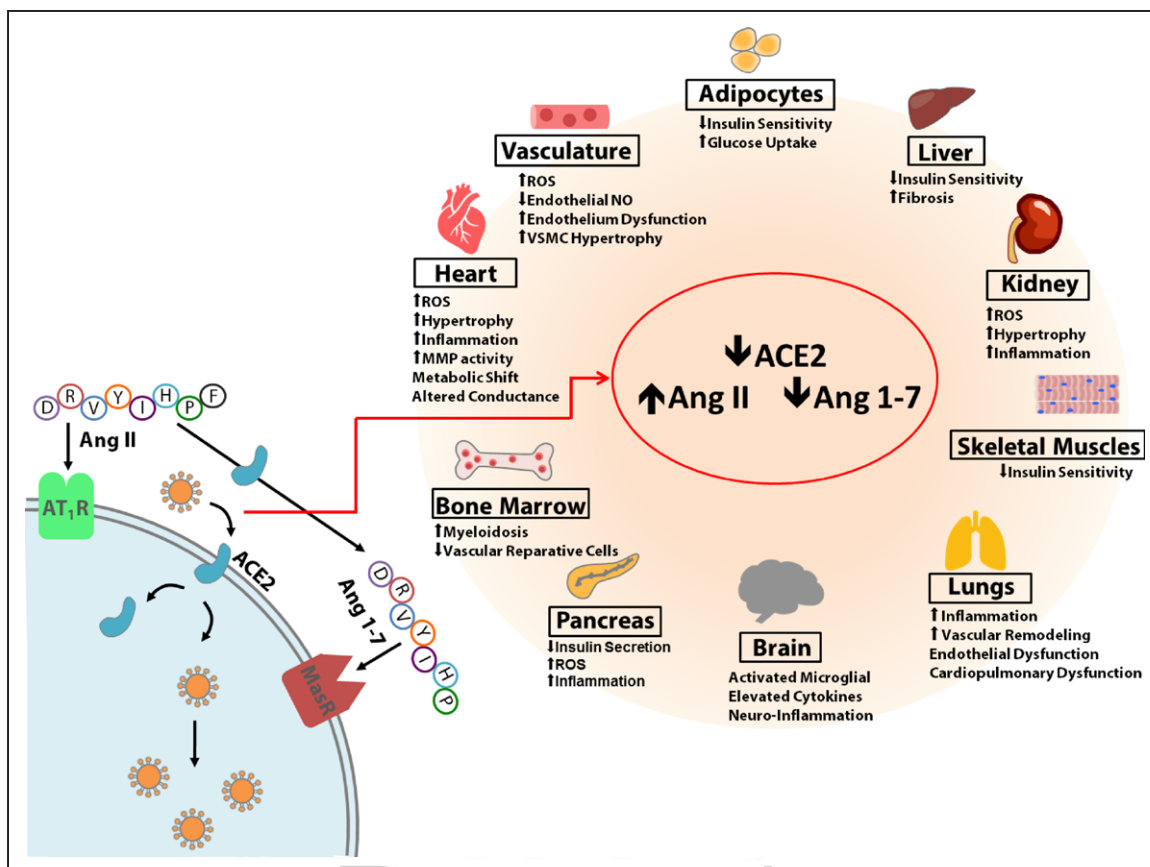 Adipocytes
↓Insulin Sensitivity
↑Glucose Uptake
Vasculature
↑ROS
↓Endothelial NO
↑Endothelium Dysfunction
↑VSMC Hypertrophy
Liver
↓Insulin Sensitivity
↑Fibrosis
Heart
↑ROS
↑Hypertrophy
↑Inflammation
↑MMP activity
Metabolic Shift
Altered Conductance
Kidney
↑ROS
↑Hypertrophy
↑Inflammation
↓ACE2
↑Ang II ↓Ang 1-7
Skeletal Muscles
↓Insulin Sensitivity
Bone Marrow
↑Myeloidosis
↓Vascular Reparative Cells
Lungs
↑Inflammation
↑Vascular Remodeling
Endothelial Dysfunction
Cardiopulmonary Dysfunction
Pancreas
↓Insulin Secretion
↑ROS
↑Inflammation
Brain
Activated Microglial
Elevated Cytokines
Neuro-Inflammation
D R V Y I H P F
Ang II
AT₁R
ACE2
Ang 1-7
D R V Y I H P
MasR